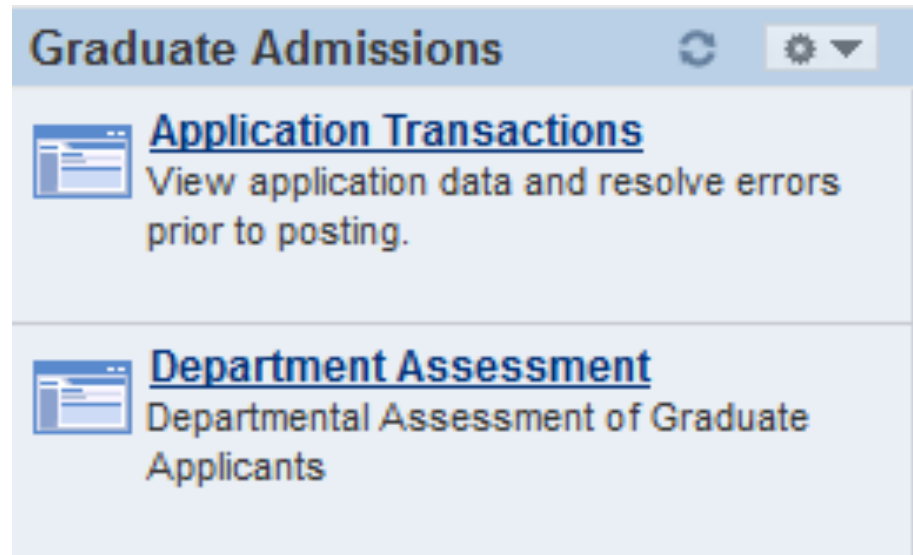 Graduate Admissions
Application Transactions
View application data and resolve errors
prior to posting.
Department Assessment
Departmental Assessment of Graduate
Applicants